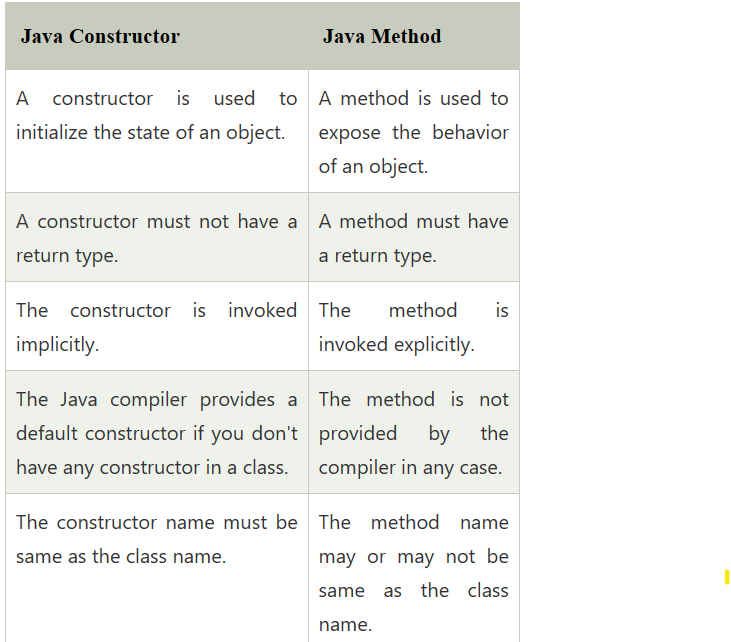 Java Constructor
Java Method
A constructor is used to
initialize the state of an object.
A method is used to
expose the behavior
of an object.
A constructor must not have a
return type.
A method must have
a return type.
The constructor is invoked
implicitly.
The method is
invoked explicitly.
The Java compiler provides a
default constructor if you don't
have any constructor in a class.
The method is not
provided by the
compiler in any case.
The constructor name must be
same as the class name.
The method name
may or may not be
same as the class
name.